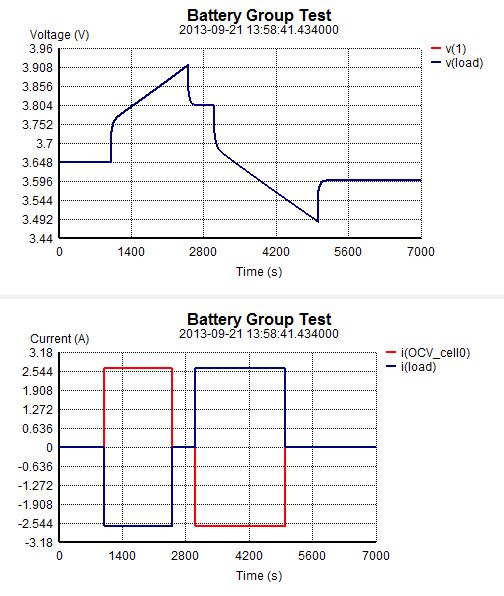 Battery Group Test
2013-09-21 13:58:41.434000
Voltage (V)
3.96
3.908
3.856
3.804
3.752
3.7
3.648
3.596
3.544
3.492
3.44
0 1400 2800 4200 5600 7000
Time (s)
v(1)
v(load)
Battery Group Test
2013-09-21 13:58:41.434000
Current (A)
3.18
2.544
1.908
1.272
0.636
0
-0.636
-1.272
-1.908
-2.544
-3.18
0 1400 2800 4200 5600 7000
Time (s)
i(OCV_cell0)
i(load)